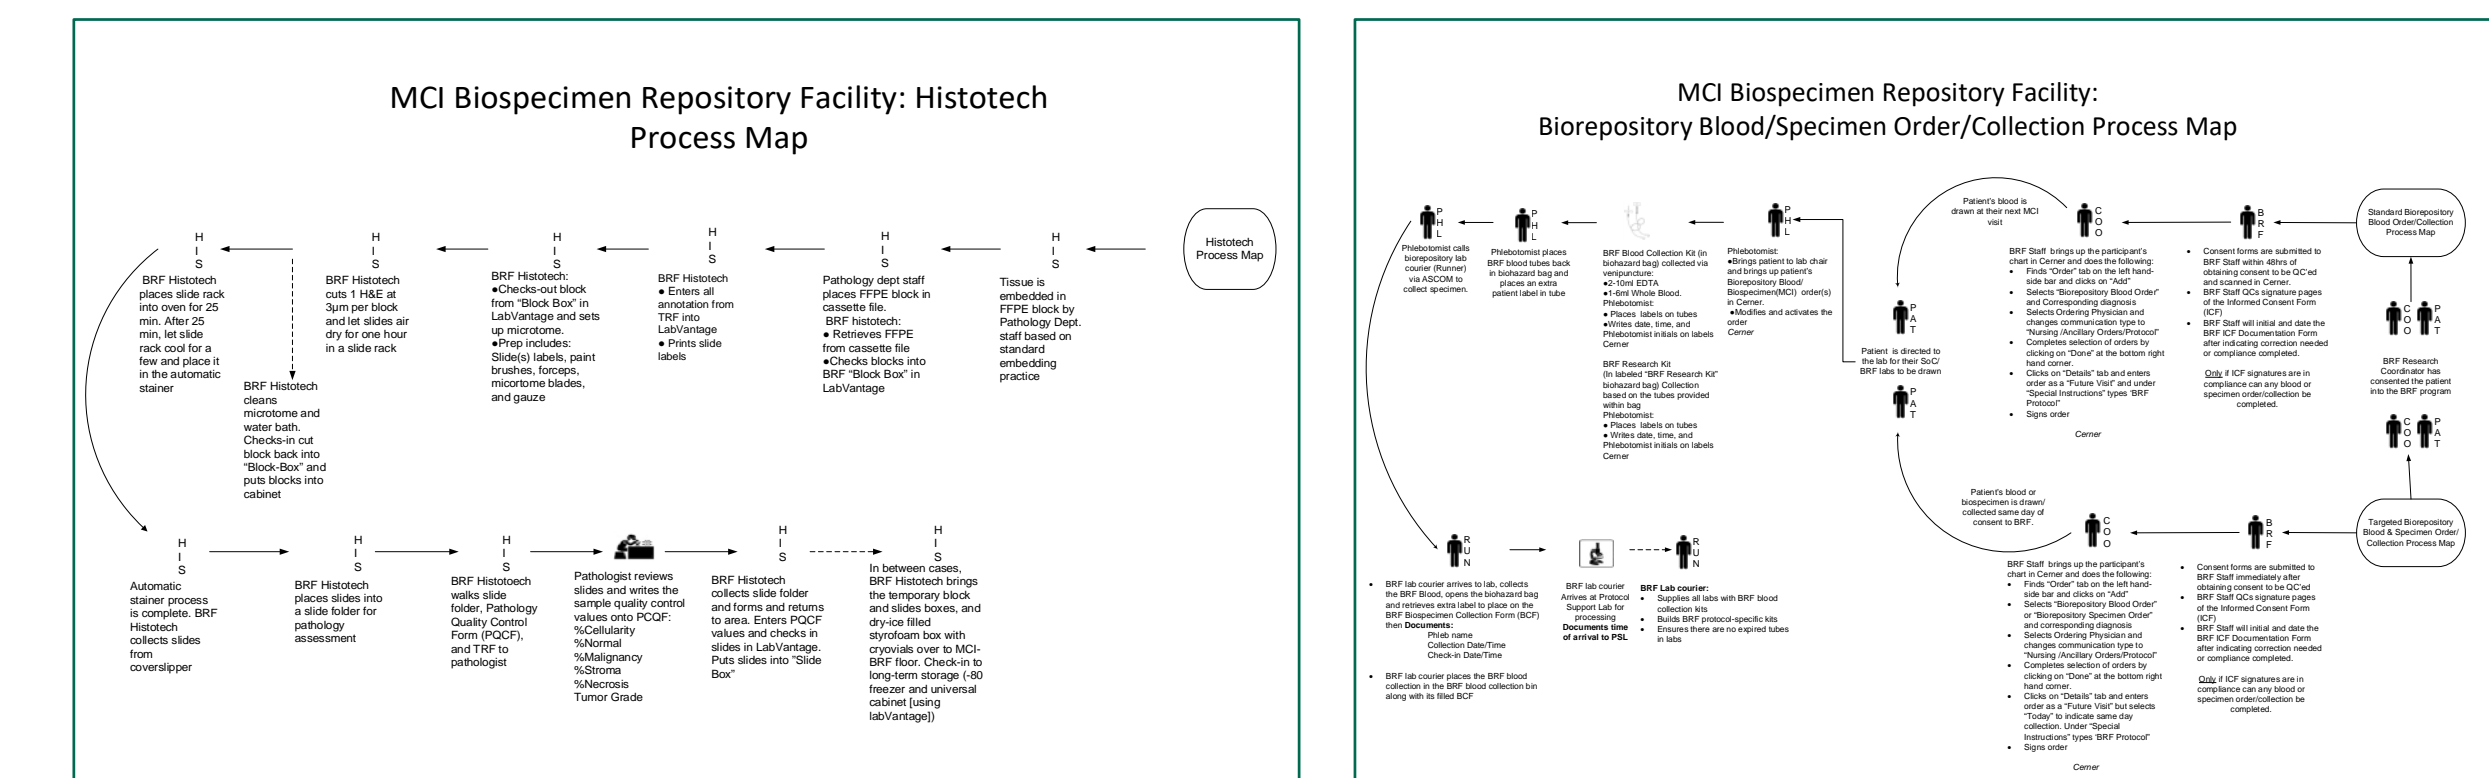 MCI Biospecimen Repository Facility: Histotech
Process Map
Histotech
Process Map
H
I
S
Tissue is
embedded in
FFPE block by
Pathology Dept.
staff based on
standard
embedding
practice
H
I
S
Pathology dept staff
places FFPE block in
cassette file.
BRF histotech:
● Retrieves FFPE
from cassette file
●Checks blocks into
BRF “Block Box” in
LabVantage
H
I
S
BRF Histotech
● Enters all
annotation from
TRF into
LabVantage
● Prints slide
labels
H
I
S
BRF Histotech:
●Checks-out block
from “Block Box” in
LabVantage and sets
up microtome.
●Prep includes:
Slide(s) labels, paint
brushes, forceps,
micortome blades,
and gauze
H
I
S
BRF Histotech
cuts 1 H&E at
3µm per block
and let slides air
dry for one hour
in a slide rack
BRF Histotech
cleans
microtome and
water bath.
Checks-in cut
block back into
“Block-Box” and
puts blocks into
cabinet
H
I
S
BRF Histotech
places slide rack
into oven for 25
min. After 25
min, let slide
rack cool for a
few and place it
in the automatic
stainer
H
I
S
Automatic
stainer process
is complete. BRF
Histotech
collects slides
from
coverslipper
H
I
S
BRF Histotech
places slides into
a slide folder for
pathology
assessment
H
I
S
BRF Histotoech
walks slide
folder, Pathology
Quality Control
Form (PQCF),
and TRF to
pathologist
Pathologist reviews
slides and writes the
sample quality control
values onto PCQF:
%Cellularity
%Normal
%Malignancy
%Stroma
%Necrosis
Tumor Grade
H
I
S
BRF Histotech
collects slide folder
and forms and returns
to area. Enters PQCF
values and checks in
slides in LabVantage.
Puts slides into ”Slide
Box”
H
I
S
In between cases,
BRF Histotech brings
the temporary block
and slides boxes, and
dry-ice filled
styrofoam box with
cryovials over to MCI-
BRF floor. Check-in to
long-term storage (-80
freezer and universal
cabinet [using
labVantage])
MCI Biospecimen Repository Facility:
Biorepository Blood/Specimen Order/Collection Process Map
Standard Biorepository
Blood Order/Collection
Process Map
C
O
O
P
A
T
BRF Research
Coordinator has
consented the patient
into the BRF program
C
O
O
P
A
T
Targeted Biorepository
Blood & Specimen Order/
Collection Process Map
B
R
F
• Consent forms are submitted to
BRF Staff within 48hrs of
obtaining consent to be QC’ed
and scanned in Cerner.
• BRF Staff QCs signature pages
of the Informed Consent Form
(ICF)
• BRF Staff will initial and date the
BRF ICF Documentation Form
after indicating correction needed
or compliance completed.
Only if ICF signatures are in
compliance can any blood or
specimen order/collection be
completed.
C
O
O
BRF Staff brings up the participant’s
chart in Cerner and does the following:
• Finds “Order” tab on the left hand-
side bar and clicks on “Add”
• Selects “Biorepository Blood Order”
and Corresponding diagnosis
• Selects Ordering Physician and
changes communication type to
“Nursing /Ancillary Orders/Protocol”
• Completes selection of orders by
clicking on “Done” at the bottom right
hand corner.
• Clicks on “Details” tab and enters
order as a “Future Visit” and under
“Special Instructions” types ‘BRF
Protocol”
• Signs order
Cerner
Patient’s blood is
drawn at their next MCI
visit
P
A
T
Patient is directed to
the lab for their SoC/
BRF labs to be drawn
P
A
T
Patient’s blood or
biospecimen is drawn/
collected same day of
consent to BRF.
B
R
F
• Consent forms are submitted to
BRF Staff immediately after
obtaining consent to be QC’ed
• BRF Staff QCs signature pages
of the Informed Consent Form
(ICF)
• BRF Staff will initial and date the
BRF ICF Documentation Form
after indicating correction needed
or compliance completed.
Only if ICF signatures are in
compliance can any blood or
specimen order/collection be
completed.
C
O
O
BRF Staff brings up the participant’s
chart in Cerner and does the following:
• Finds “Order” tab on the left hand-
side bar and clicks on “Add”
• Selects “Biorepository Blood Order”
or “Biorepository Specimen Order”
and corresponding diagnosis
• Selects Ordering Physician and
changes communication type to
“Nursing /Ancillary Orders/Protocol”
• Completes selection of orders by
clicking on “Done” at the bottom right
hand corner.
• Clicks on “Details” tab and enters
order as a “Future Visit” but selects
“Today” to indicate same day
collection. Under “Special
Instructions” types ‘BRF Protocol”
• Signs order
Cerner
P
H
L
Phlebotomist:
●Brings patient to lab chair
and brings up patient’s
Biorepository Blood/
Biospecimen(MCI) order(s)
in Cerner.
●Modifies and activates the
order
Cerner
BRF Blood Collection Kit (in
biohazard bag) collected via
venipuncture:
●2-10ml EDTA
●1-6ml Whole Blood.
Phlebotomist:
● Places labels on tubes
●Writes date, time, and
Phlebotomist initials on labels
Cerner
BRF Research Kit
(In labeled “BRF Research Kit”
biohazard bag) Collection
based on the tubes provided
within bag
Phlebotomist:
● Places labels on tubes
● Writes date, time, and
Phlebotomist initials on labels
Cerner
P
H
L
Phlebotomist places
BRF blood tubes back
in biohazard bag and
places an extra
patient label in tube
P
H
L
Phlebotomist calls
biorepository lab
courier (Runner)
via ASCOM to
collect specimen.
R
U
N
• BRF lab courier arrives to lab, collects
the BRF Blood, opens the biohazard bag
and retrieves extra label to place on the
BRF Biospecimen Collection Form (BCF)
then Documents:
Phleb name
Collection Date/Time
Check-in Date/Time
• BRF lab courier places the BRF blood
collection in the BRF blood collection bin
along with its filled BCF
BRF lab courier
Arrives at Protocol
Support Lab for
processing
Documents time
of arrival to PSL
R
U
N
BRF Lab courier:
• Supplies all labs with BRF blood
collection kits
• Builds BRF protocol-specific kits
• Ensures there are no expired tubes
in labs